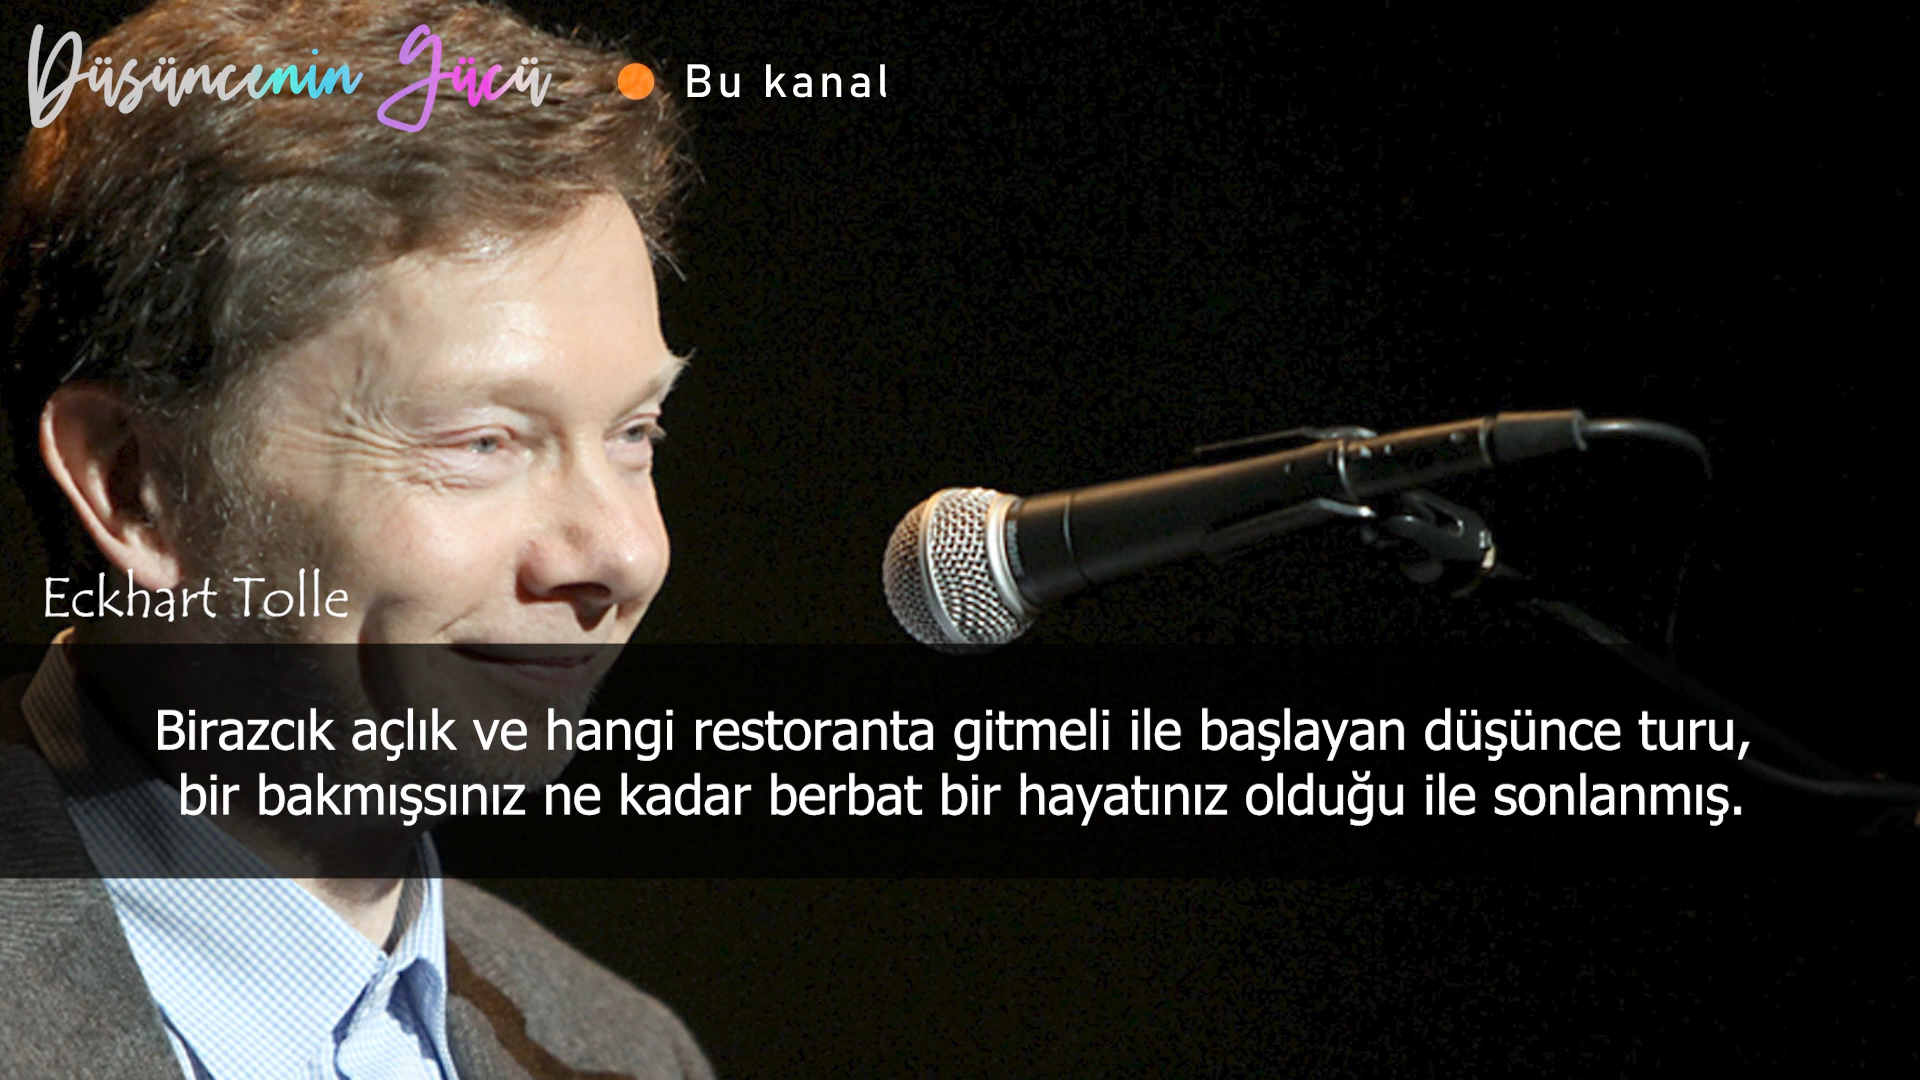 Düsüncenin Gücü
Bu kanal
Eckhart Tolle
Birazcık açlık ve hangi restoranta gitmeli ile başlayan düşünce turu,
bir bakmışsınız ne kadar berbat bir hayatınız olduğu ile sonlanmış.